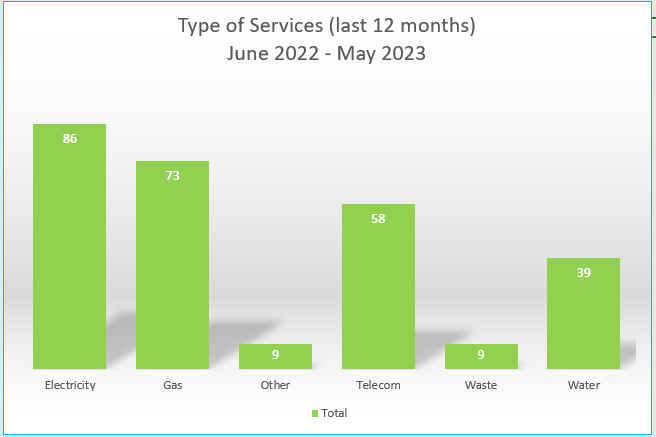 Type of Services (last 12 months)
June 2022 - May 2023
86
73
9
58
9
39
Electricity
Gas
Other
Telecom
Waste
Water
Total